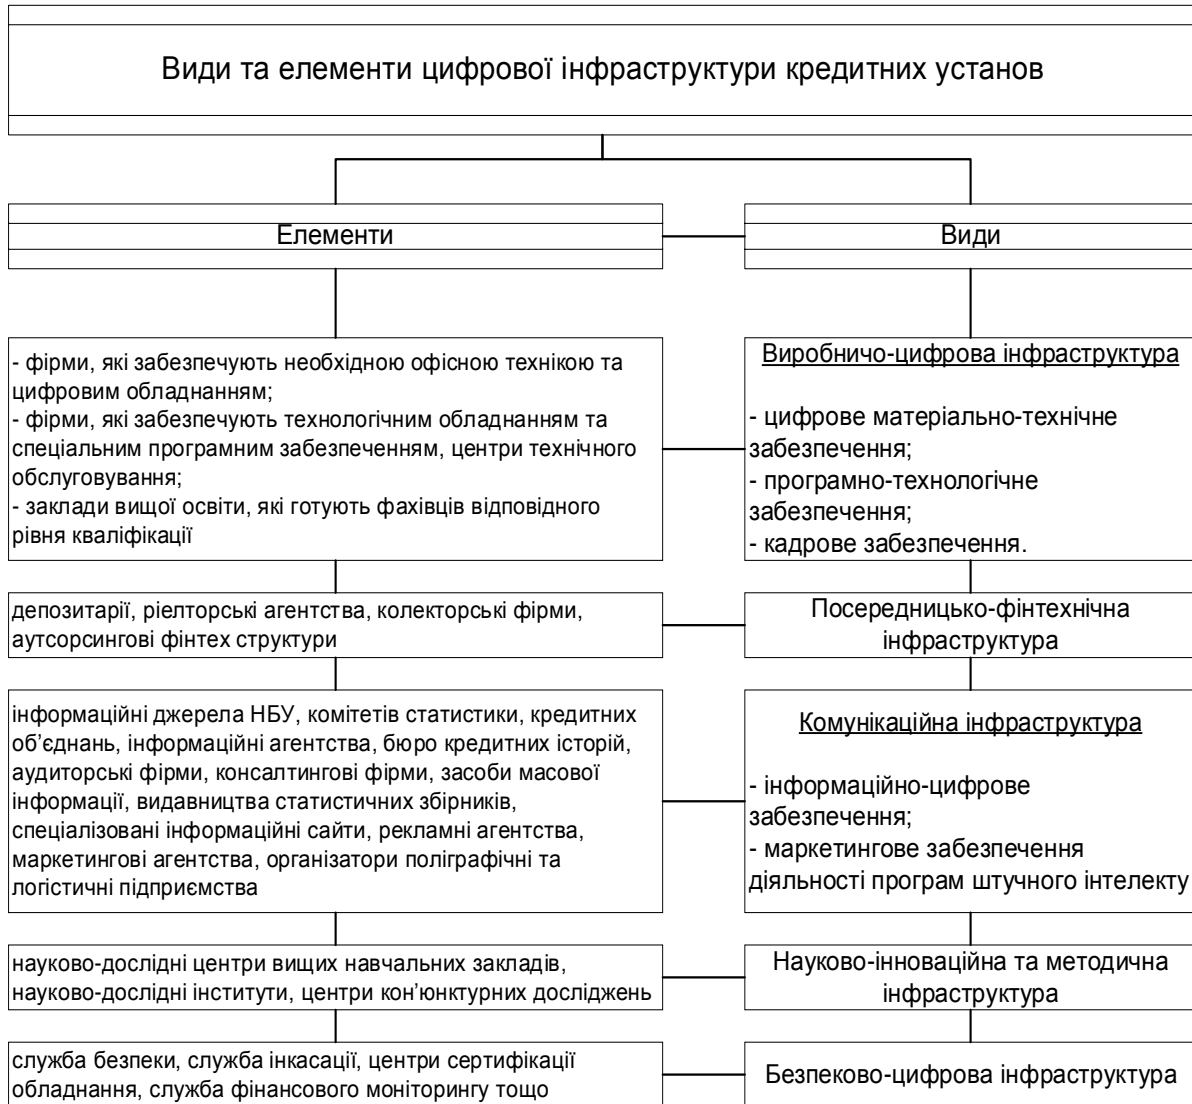 Види та елементи цифрової інфраструктури кредитних установ
Елементи
Види
- фірми, які забезпечують необхідною офісною технікою та
цифровим обладнанням;
- фірми, які забезпечують технологічним обладнанням та
спеціальним програмним забезпеченням, центри технічного
обслуговування;
- заклади вищої освіти, які готують фахівців відповідного
рівня кваліфікації
Виробничо-цифрова інфраструктура
- цифрове матеріально-технічне
забезпечення;
- програмно-технологічне
забезпечення;
- кадрове забезпечення.
депозитарії, ріелторські агентства, колекторські фірми,
аутсорсингові фінтех структури
Посередницько-фінтехнічна
інфраструктура
інформаційні джерела НБУ, комітетів статистики, кредитних
об’єднань, інформаційні агентства, бюро кредитних історій,
аудиторські фірми, консалтингові фірми, засоби масової
інформації, видавництва статистичних збірників,
спеціалізовані інформаційні сайти, рекламні агентства,
маркетингові агентства, організатори поліграфічні та
логістичні підприємства
Комунікаційна інфраструктура
- інформаційно-цифрове
забезпечення;
- маркетингове забезпечення
діяльності програм штучного інтелекту
науково-дослідні центри вищих навчальних закладів,
науково-дослідні інститути, центри кон’юнктурних досліджень
Науково-інноваційна та методична
інфраструктура
служба безпеки, служба інкасації, центри сертифікації
обладнання, служба фінансового моніторингу тощо
Безпеково-цифрова інфраструктура